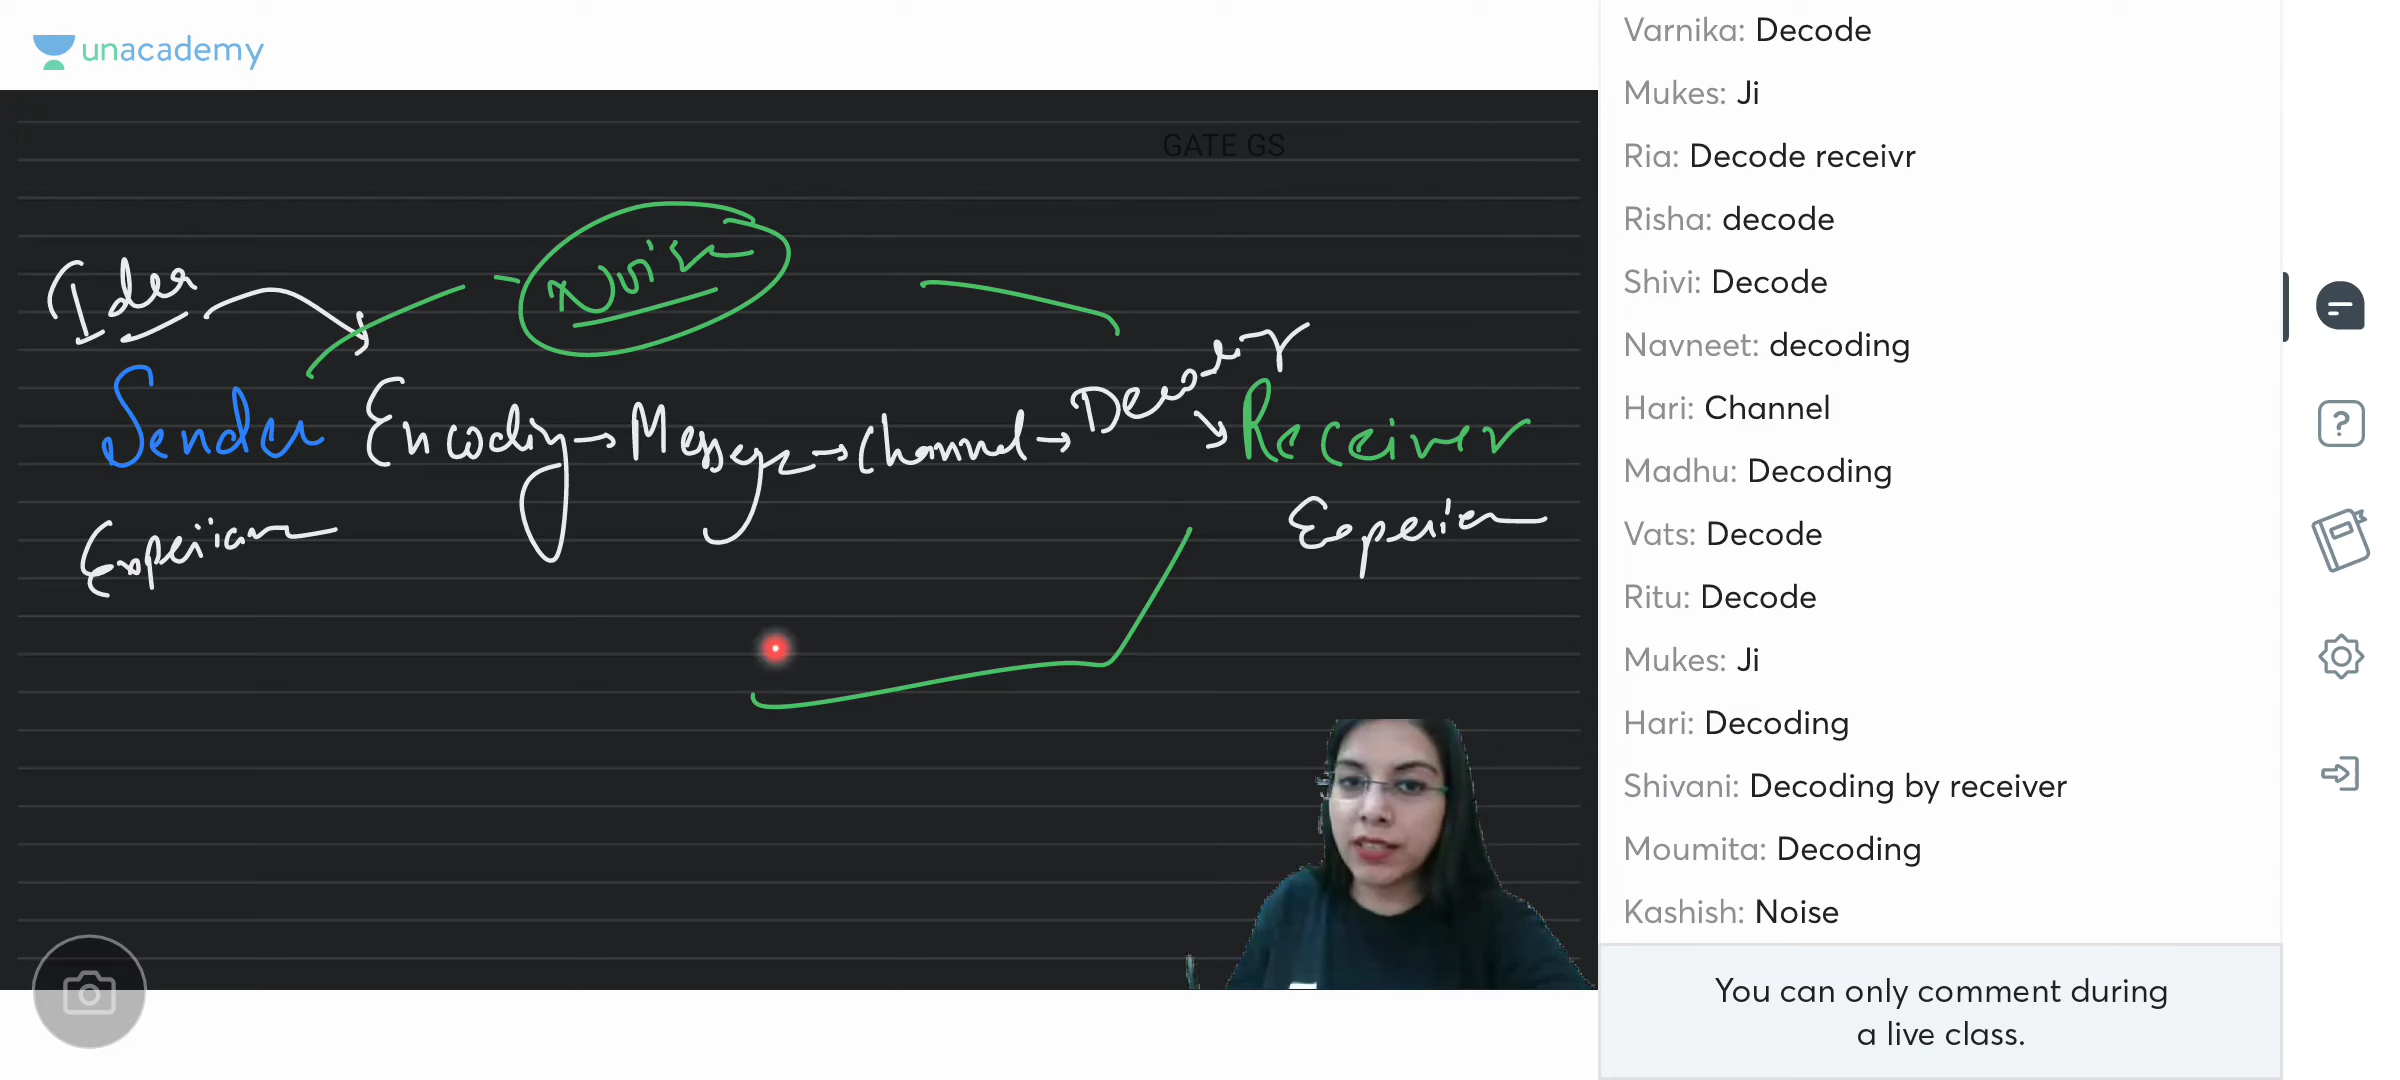 unacademy
GATE GS
Noise
Idea
Sender Encoding → Message → Channel → Decoding → Receiver
Experience Experien
Varnika: Decode
Mukes: Ji
Ria: Decode receivr
Risha: decode
Shivi: Decode
Navneet: decoding
Hari: Channel
Madhu: Decoding
Vats: Decode
Ritu: Decode
Mukes: Ji
Hari: Decoding
Shivani: Decoding by receiver
Moumita: Decoding
Kashish: Noise
You can only comment during
a live class.